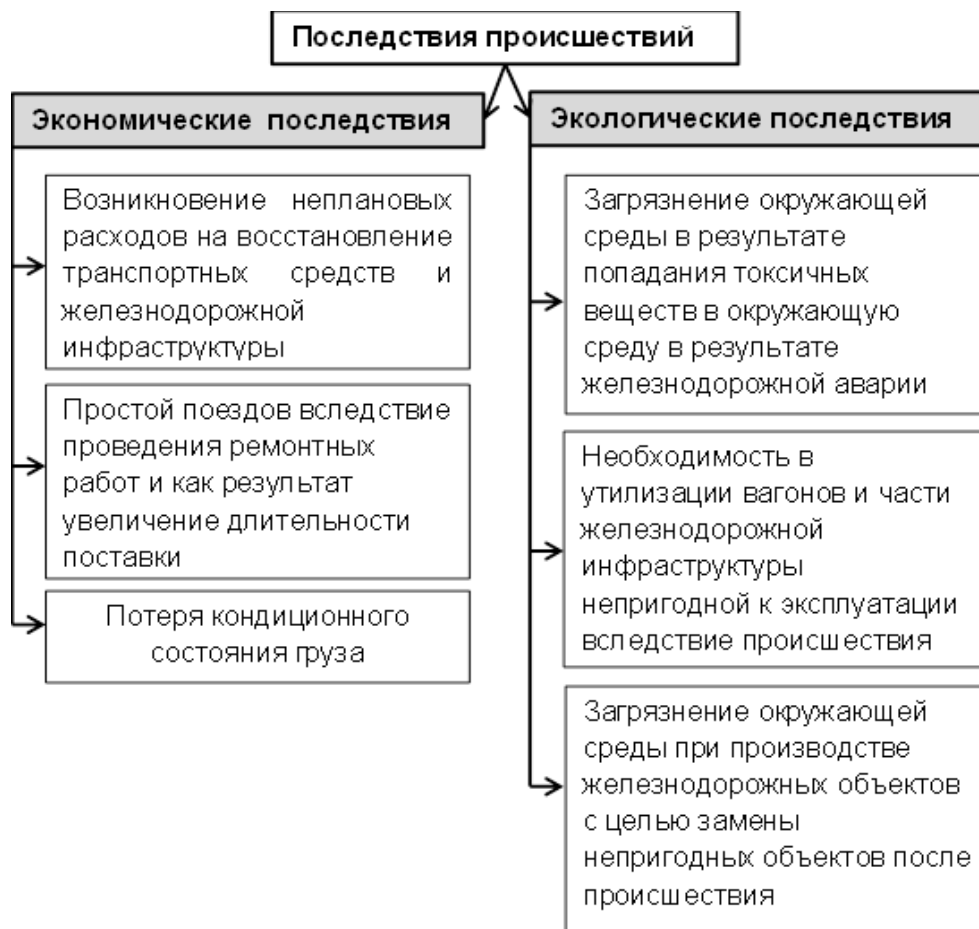 Последствия происшествий
Экономические последствия
Возникновение неплановых
расходов на восстановление
транспортных средств и
железнодорожной
инфраструктуры
Простой поездов вследствие
проведения ремонтных
работ и как результат
увеличение длительности
поставки
Потеря кондиционного
состояния груза
Экологические последствия
Загрязнение окружающей
среды в результате
попадания токсичных
веществ в окружающую
среду в результате
железнодорожной аварии
Необходимость в
утилизации вагонов и части
железнодорожной
инфраструктуры
непригодной к эксплуатации
вследствие происшествия
Загрязнение окружающей
среды при производстве
железнодорожных объектов
с целью замены
непригодных объектов после
происшествия